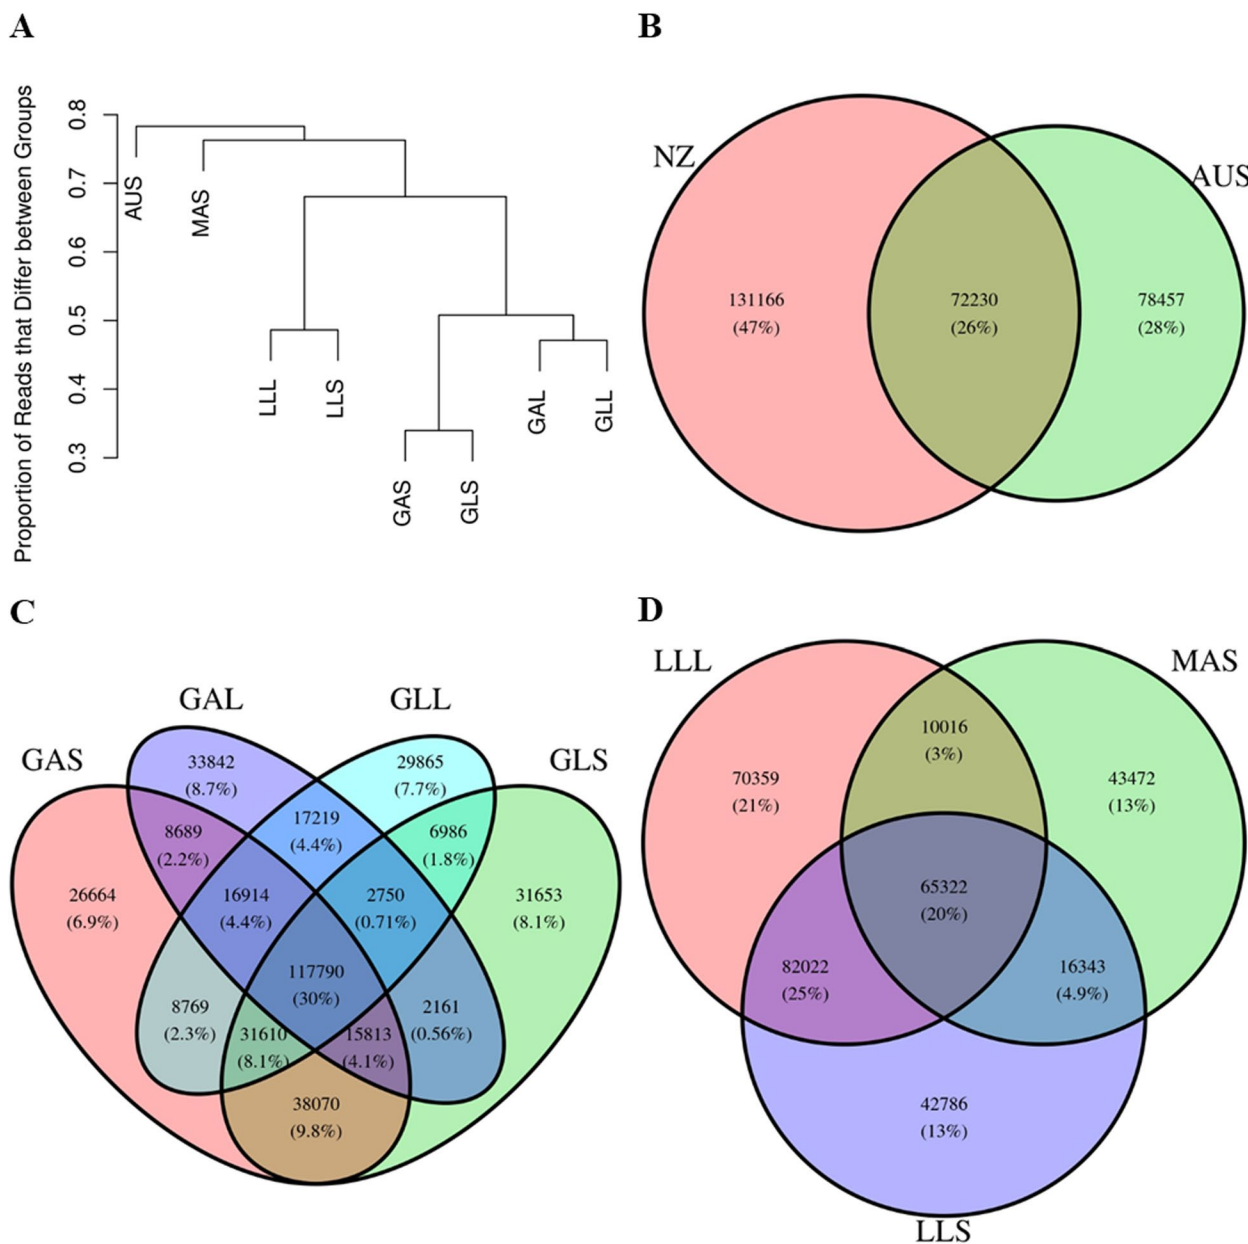 A
Proportion of Reads that Differ between Groups
0.8
0.7
0.6
0.5
0.4
0.3
AUS
MAS
LLL
LLS
GAS
GLS
GAL
GLL
B
NZ
AUS
131166
(47%)
72230
(26%)
78457
(28%)
C
GAS
GAL
GLL
GLS
33842
(8.7%)
29865
(7.7%)
8689
(2.2%)
17219
(4.4%)
6986
(1.8%)
26664
(6.9%)
16914
(4.4%)
2750
(0.71%)
31653
(8.1%)
117790
(30%)
8769
(2.3%)
31610
(8.1%)
15813
(4.1%)
2161
(0.56%)
38070
(9.8%)
D
LLL
MAS
10016
(3%)
70359
(21%)
43472
(13%)
65322
(20%)
82022
(25%)
16343
(4.9%)
42786
(13%)
LLS